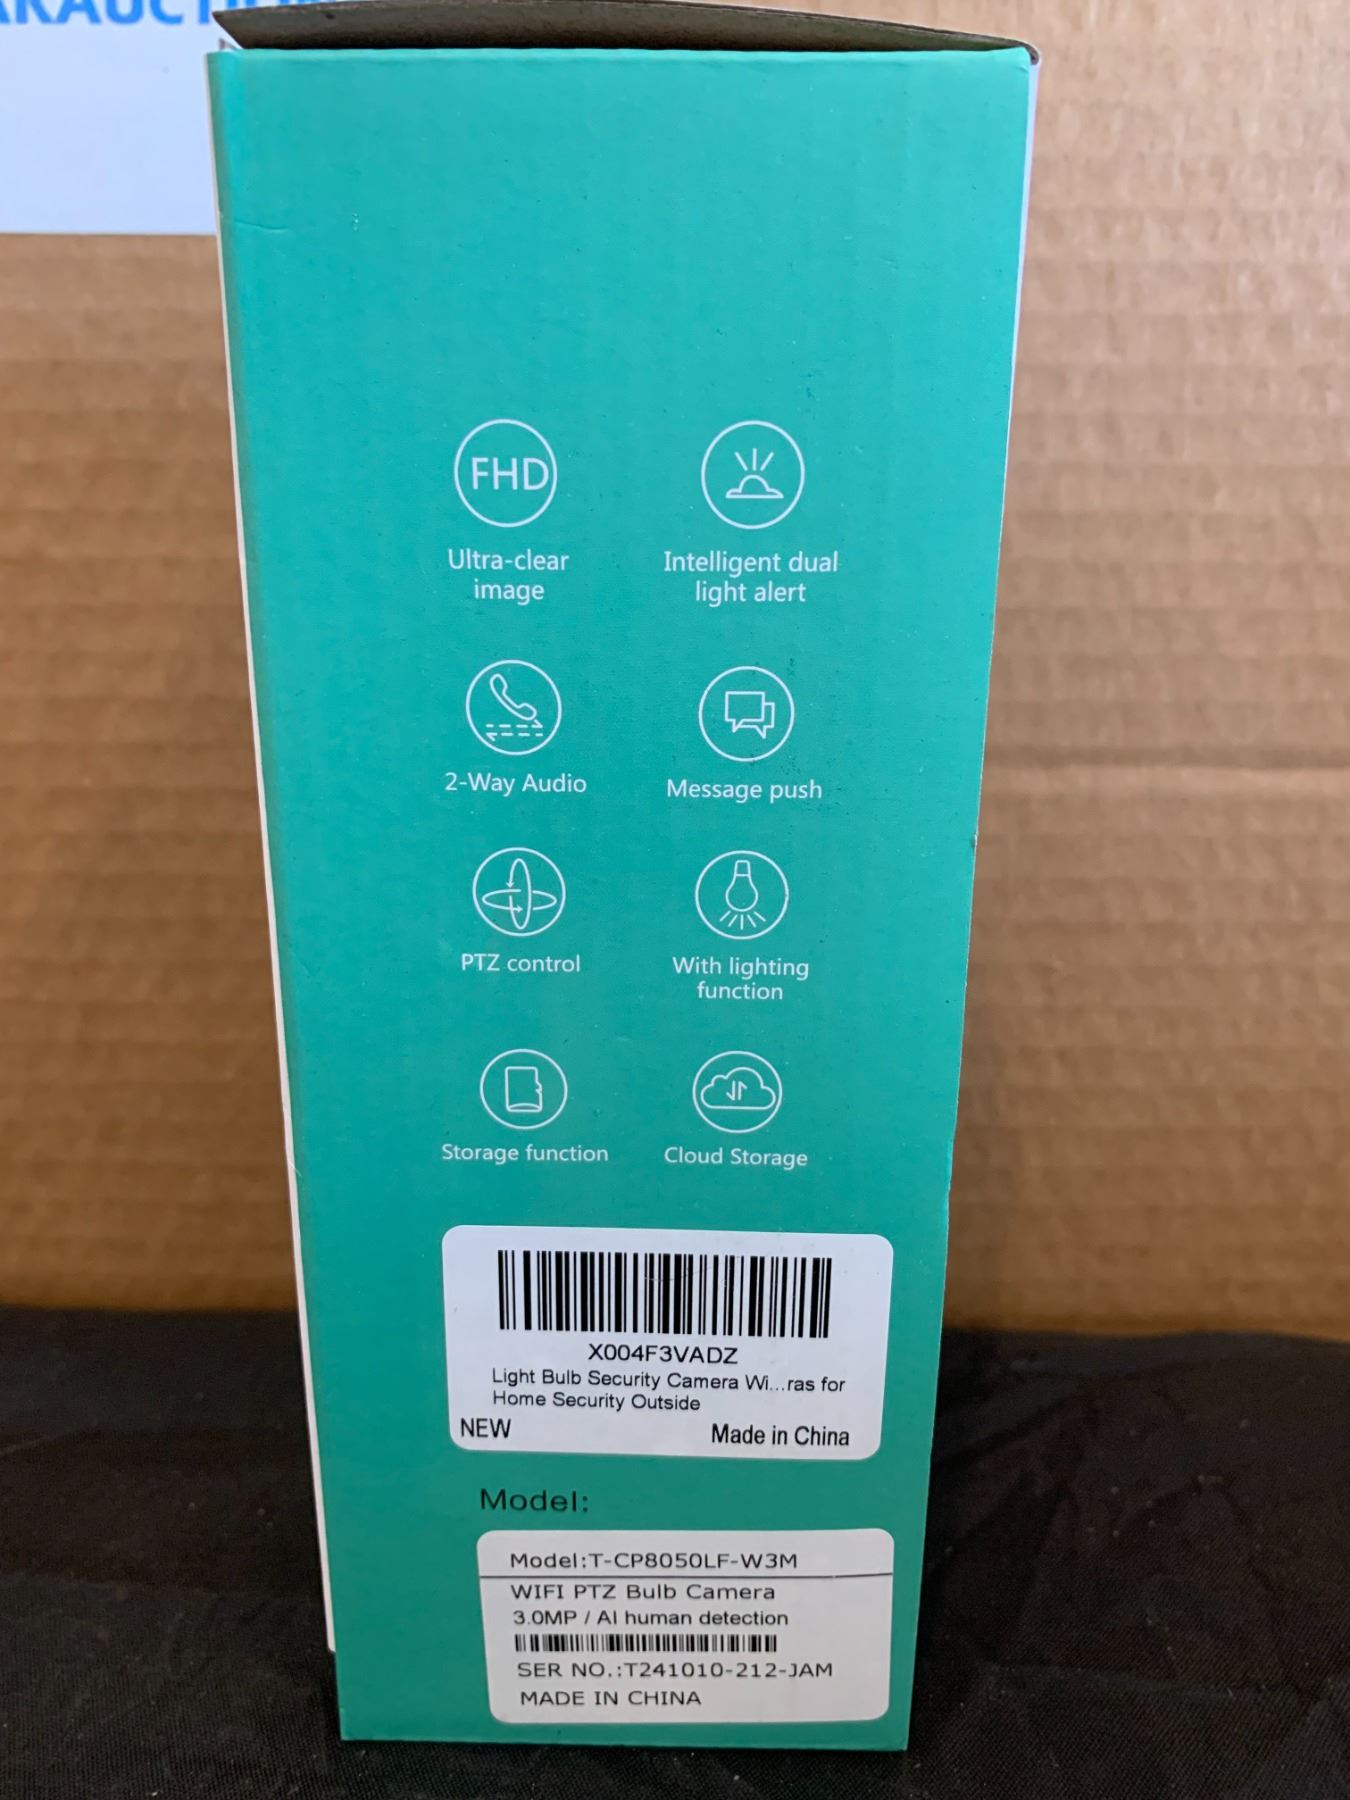 FHD
Ultra-clear
image
Intelligent dual
light alert
2-Way Audio
Message push
PTZ control
With lighting
function
Storage function
Cloud Storage
X004F3VADZ
Light Bulb Security Camera Wi...ras for
Home Security Outside
NEW
Made in China
Model:
Model:T-CP8050LF-W3M
WIFI PTZ Bulb Camera
3.0MP / AI human detection
SER NO.:T241010-212-JAM
MADE IN CHINA